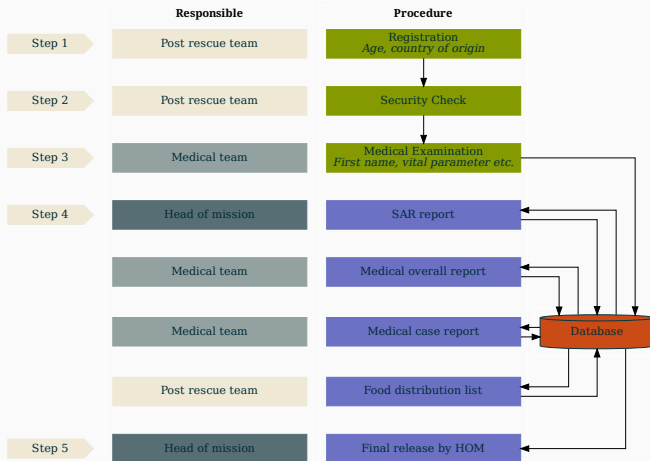 Responsible Procedure
Step 1 Post rescue team Registration
Age, country of origin
Step 2 Post rescue team Security Check
Step 3 Medical team Medical Examination
First name, vital parameter etc.
Step 4 Head of mission SAR report
Medical team Medical overall report
Medical team Medical case report Database
Post rescue team Food distribution list
Step 5 Head of mission Final release by HOM